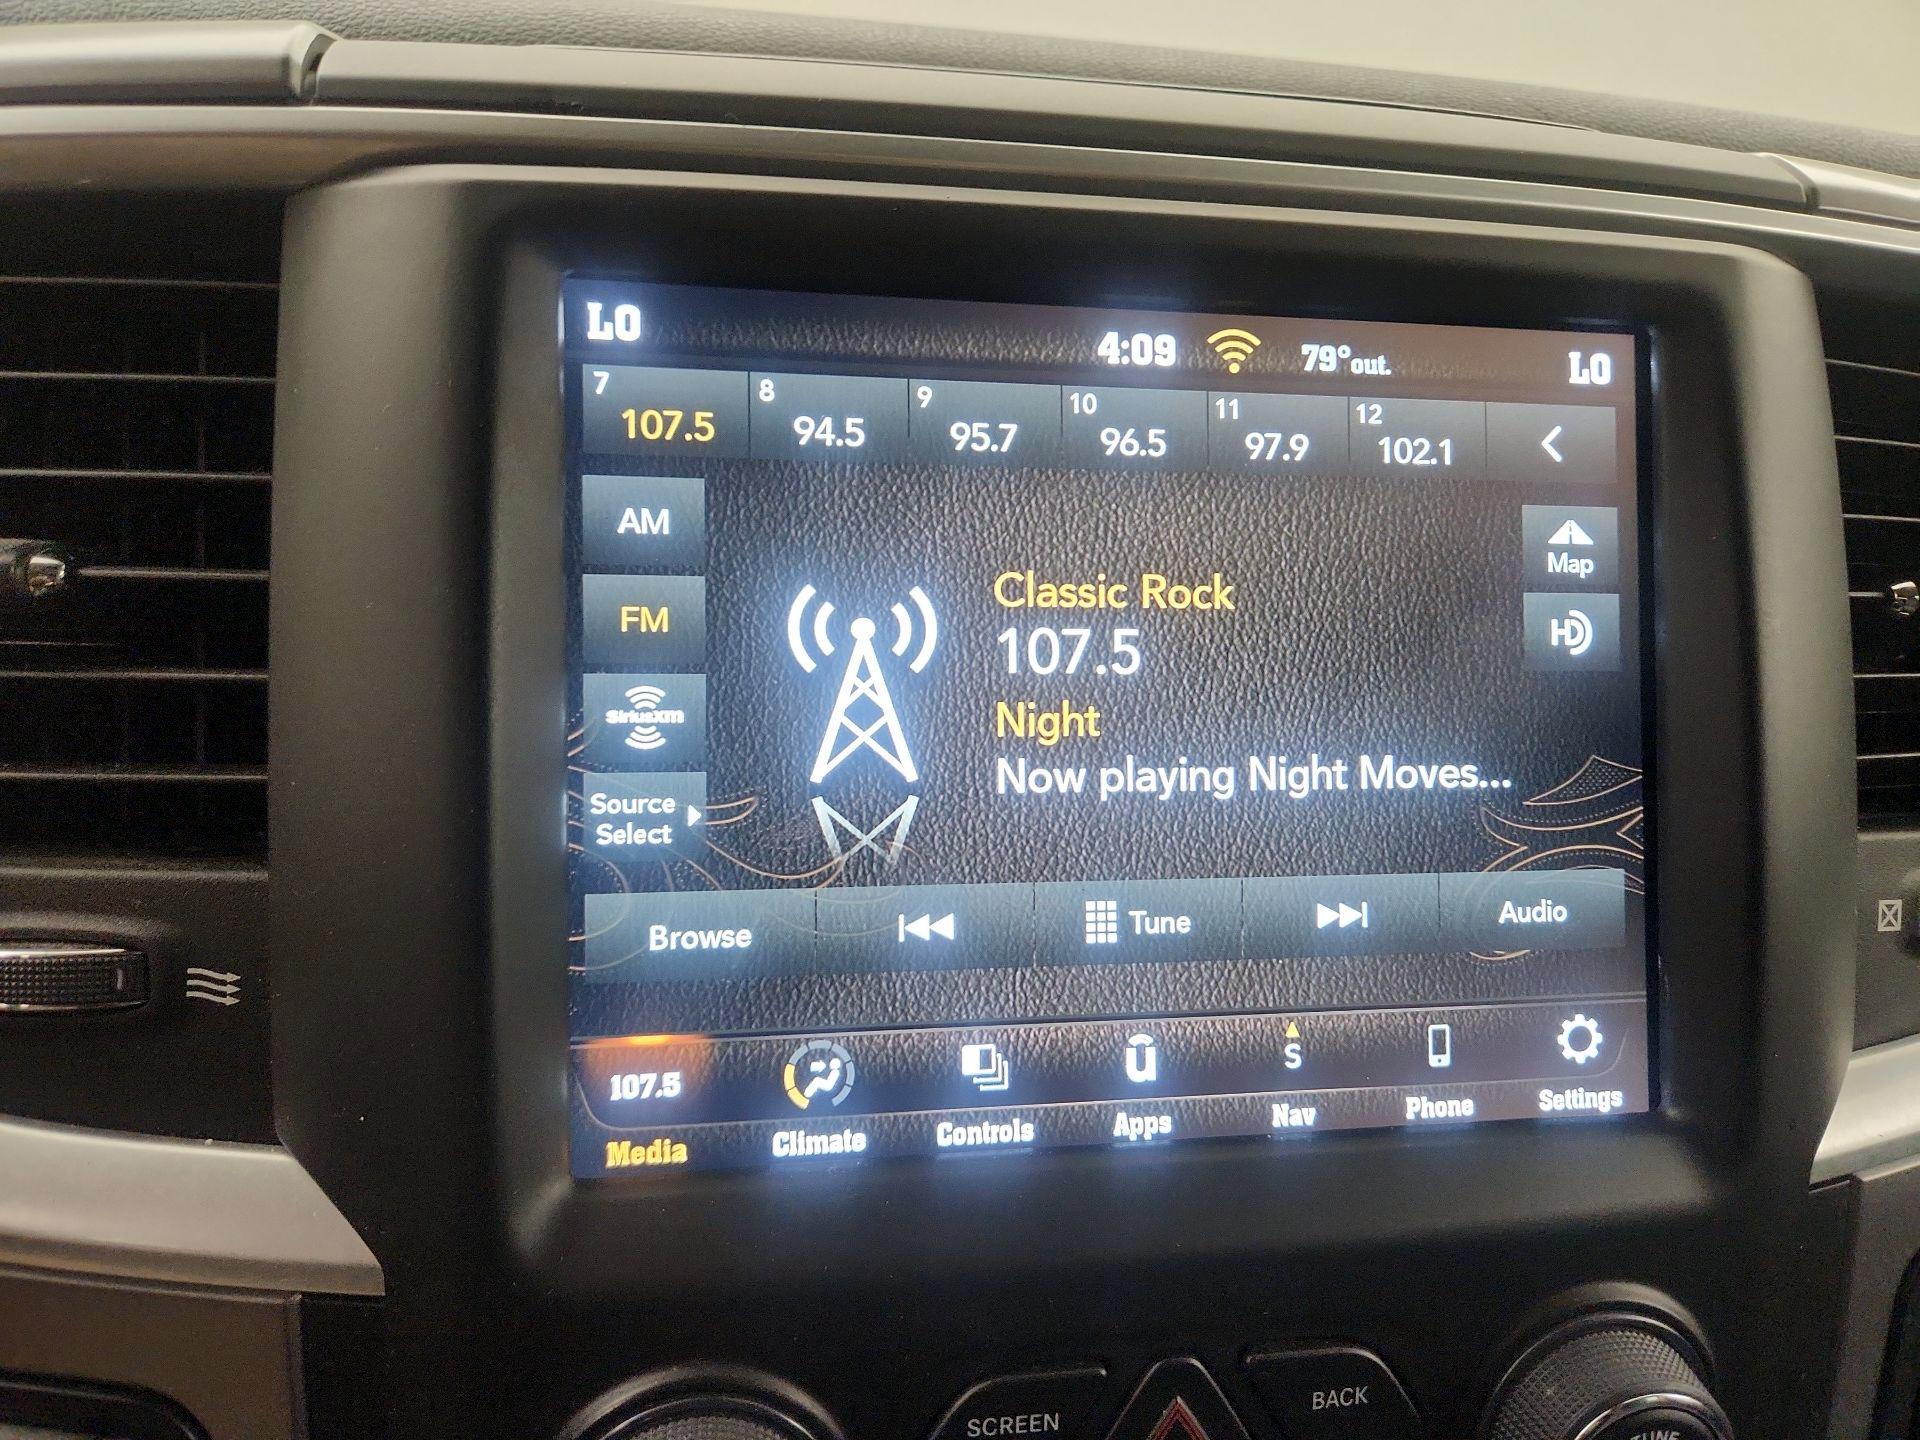 LO 4:09 79° out. LO
7 8 9 10 11 12
107.5 94.5 95.7 96.5 97.9 102.1
AM
Map
FM
HD
SiriusXM
Source
Select
Classic Rock
107.5
Night
Now playing Night Moves...
Browse Tune Audio
107.5 u S
Media Climate Controls Apps Nav Phone Settings
SCREEN BACK
TUNE